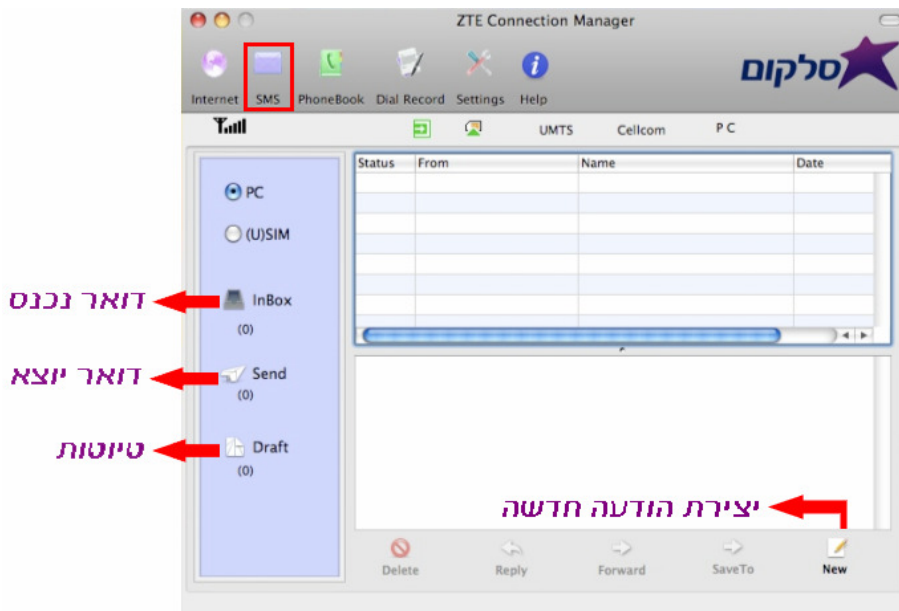 ZTE Connection Manager
סלקום
Internet SMS PhoneBook Dial Record Settings Help
UMTS Cellcom P C
Status From Name Date
PC
(U)SIM
דואר נכנס
InBox
(0)
דואר יוצא
Send
(0)
טיוטות
Draft
(0)
יצירת הודעה חדשה
Delete Reply Forward SaveTo New